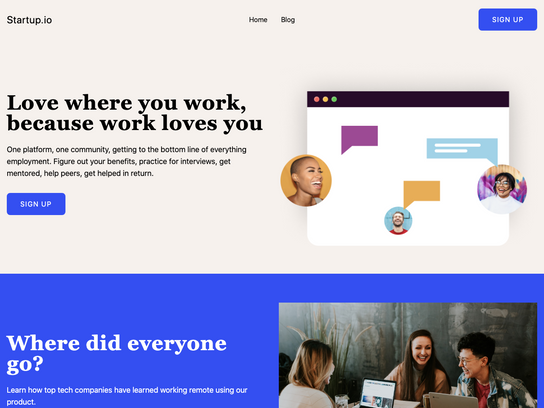 Startup.io
Home
Blog
SIGN UP
Love where you work,
because work loves you
One platform, one community, getting to the bottom line of everything
employment. Figure out your benefits, practice for interviews, get
mentored, help peers, get helped in return.
SIGN UP
Where did everyone
go?
Learn how top tech companies have learned working remote using our
product.